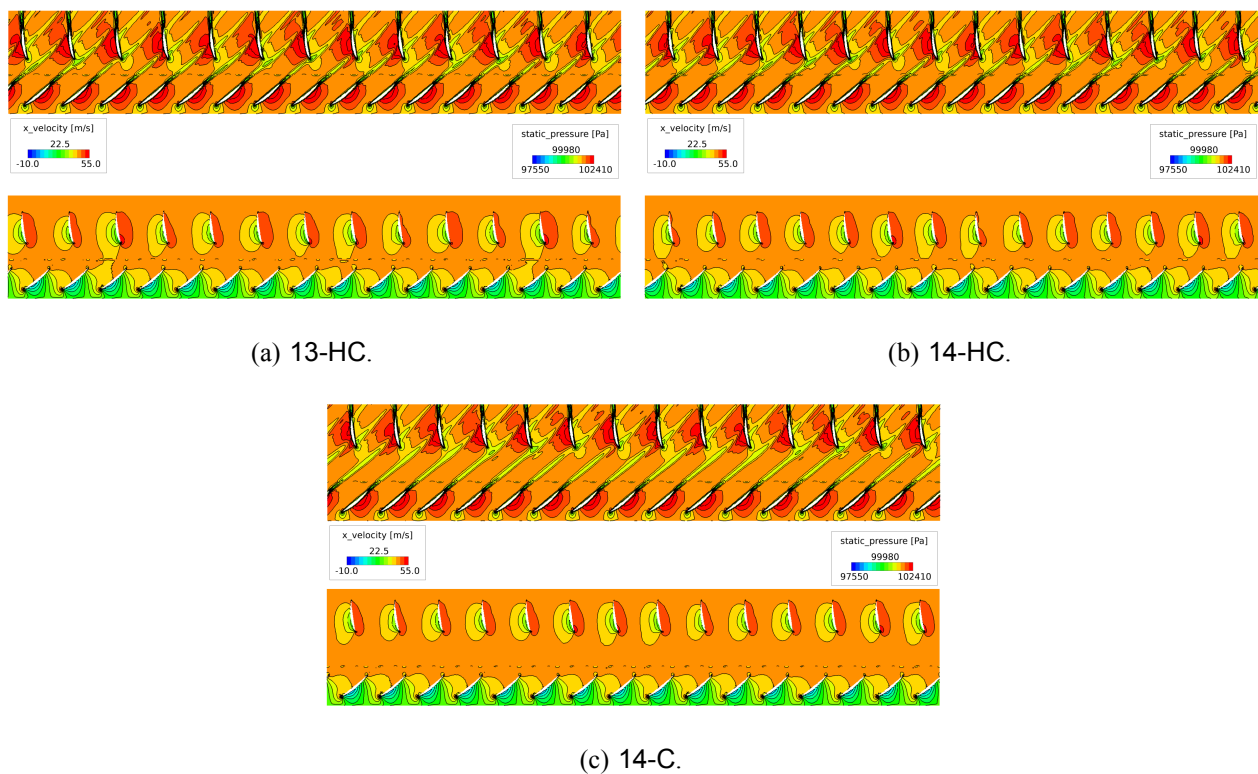 x_velocity [m/s]
22.5
-10.0 55.0
static_pressure [Pa]
99980
97550 102410
x_velocity [m/s]
22.5
-10.0 55.0
static_pressure [Pa]
99980
97550 102410
(a) 13-HC.
(b) 14-HC.
x_velocity [m/s]
22.5
-10.0 55.0
static_pressure [Pa]
99980
97550 102410
(c) 14-C.